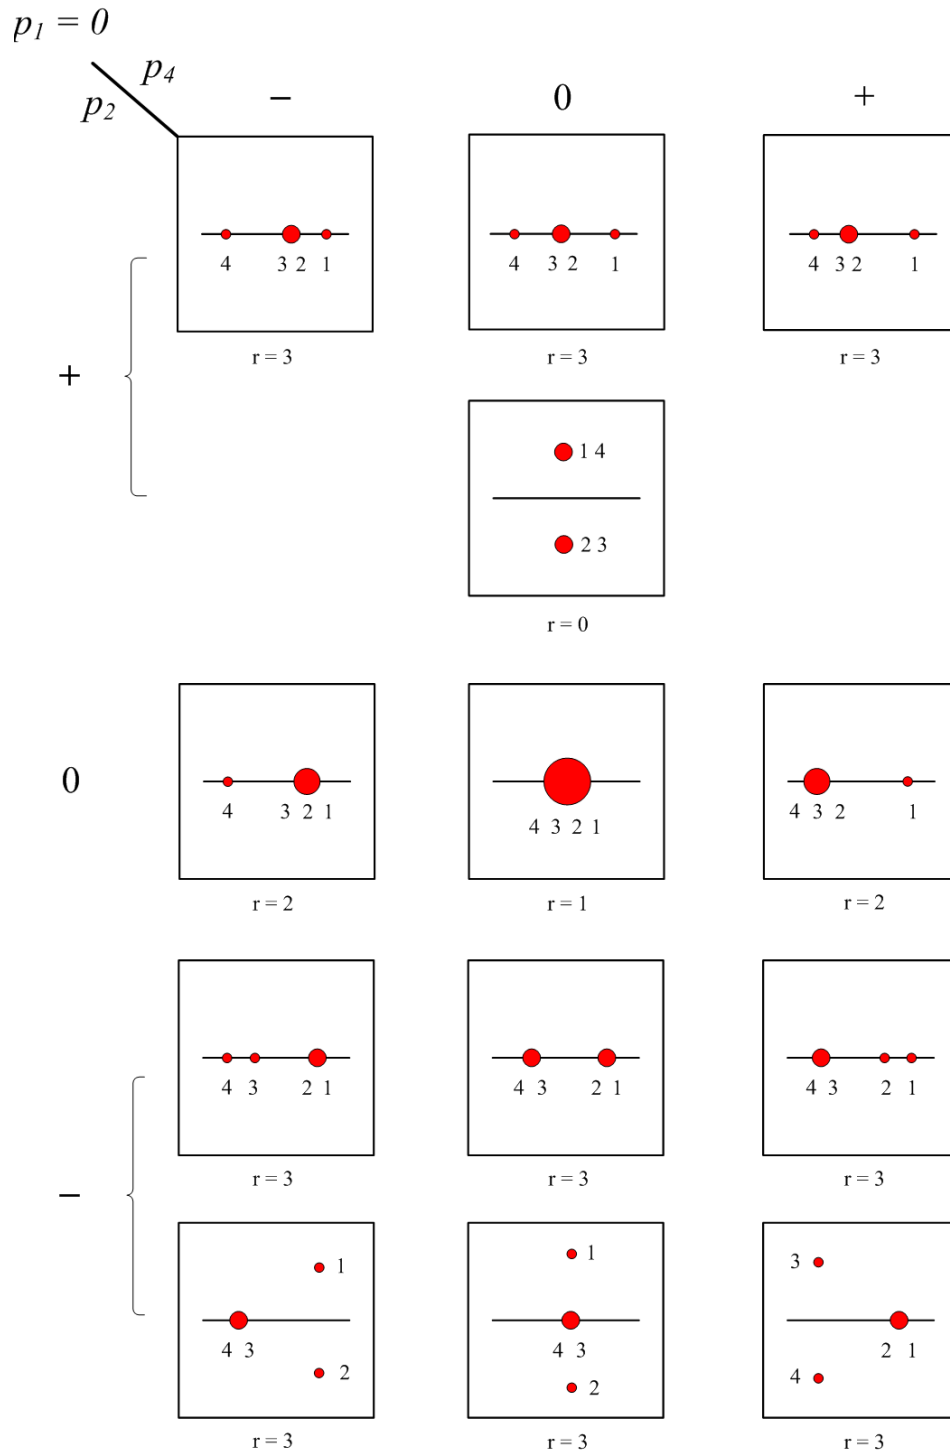 p₁ = 0
p₄
p₂
− 0 +
4 3 2 1
4 3 2 1
4 3 2 1
r = 3
r = 3
r = 3
+
1 4
2 3
r = 0
0
4 3 2 1
4 3 2 1
4 3 2 1
r = 2
r = 1
r = 2
4 3 2 1
4 3 2 1
4 3 2 1
r = 3
r = 3
r = 3
−
1
4 3
2
1
4 3
2
3
2 1
4
r = 3
r = 3
r = 3